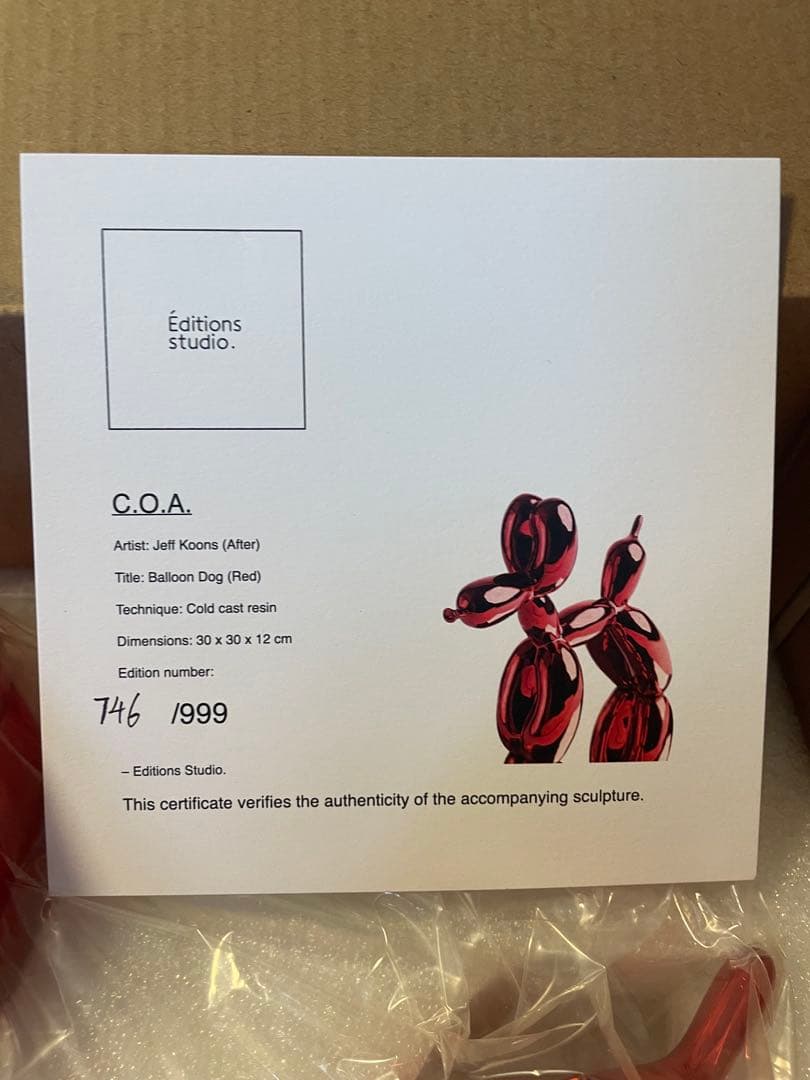 Éditions
studio.
C.O.A.
Artist: Jeff Koons (After)
Title: Balloon Dog (Red)
Technique: Cold cast resin
Dimensions: 30 x 30 x 12 cm
Edition number:
746 /999
– Editions Studio.
This certificate verifies the authenticity of the accompanying sculpture.